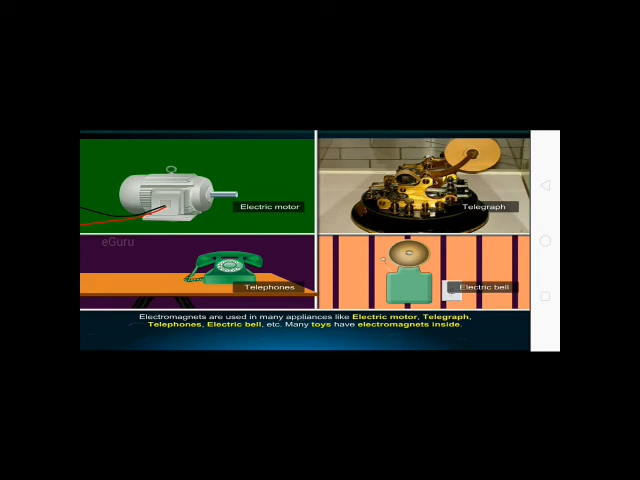 Electric motor
Telegraph
eGuru
Telephones
Electric bell
Electromagnets are used in many appliances like Electric motor, Telegraph,
Telephones, Electric bell, etc. Many toys have electromagnets inside.